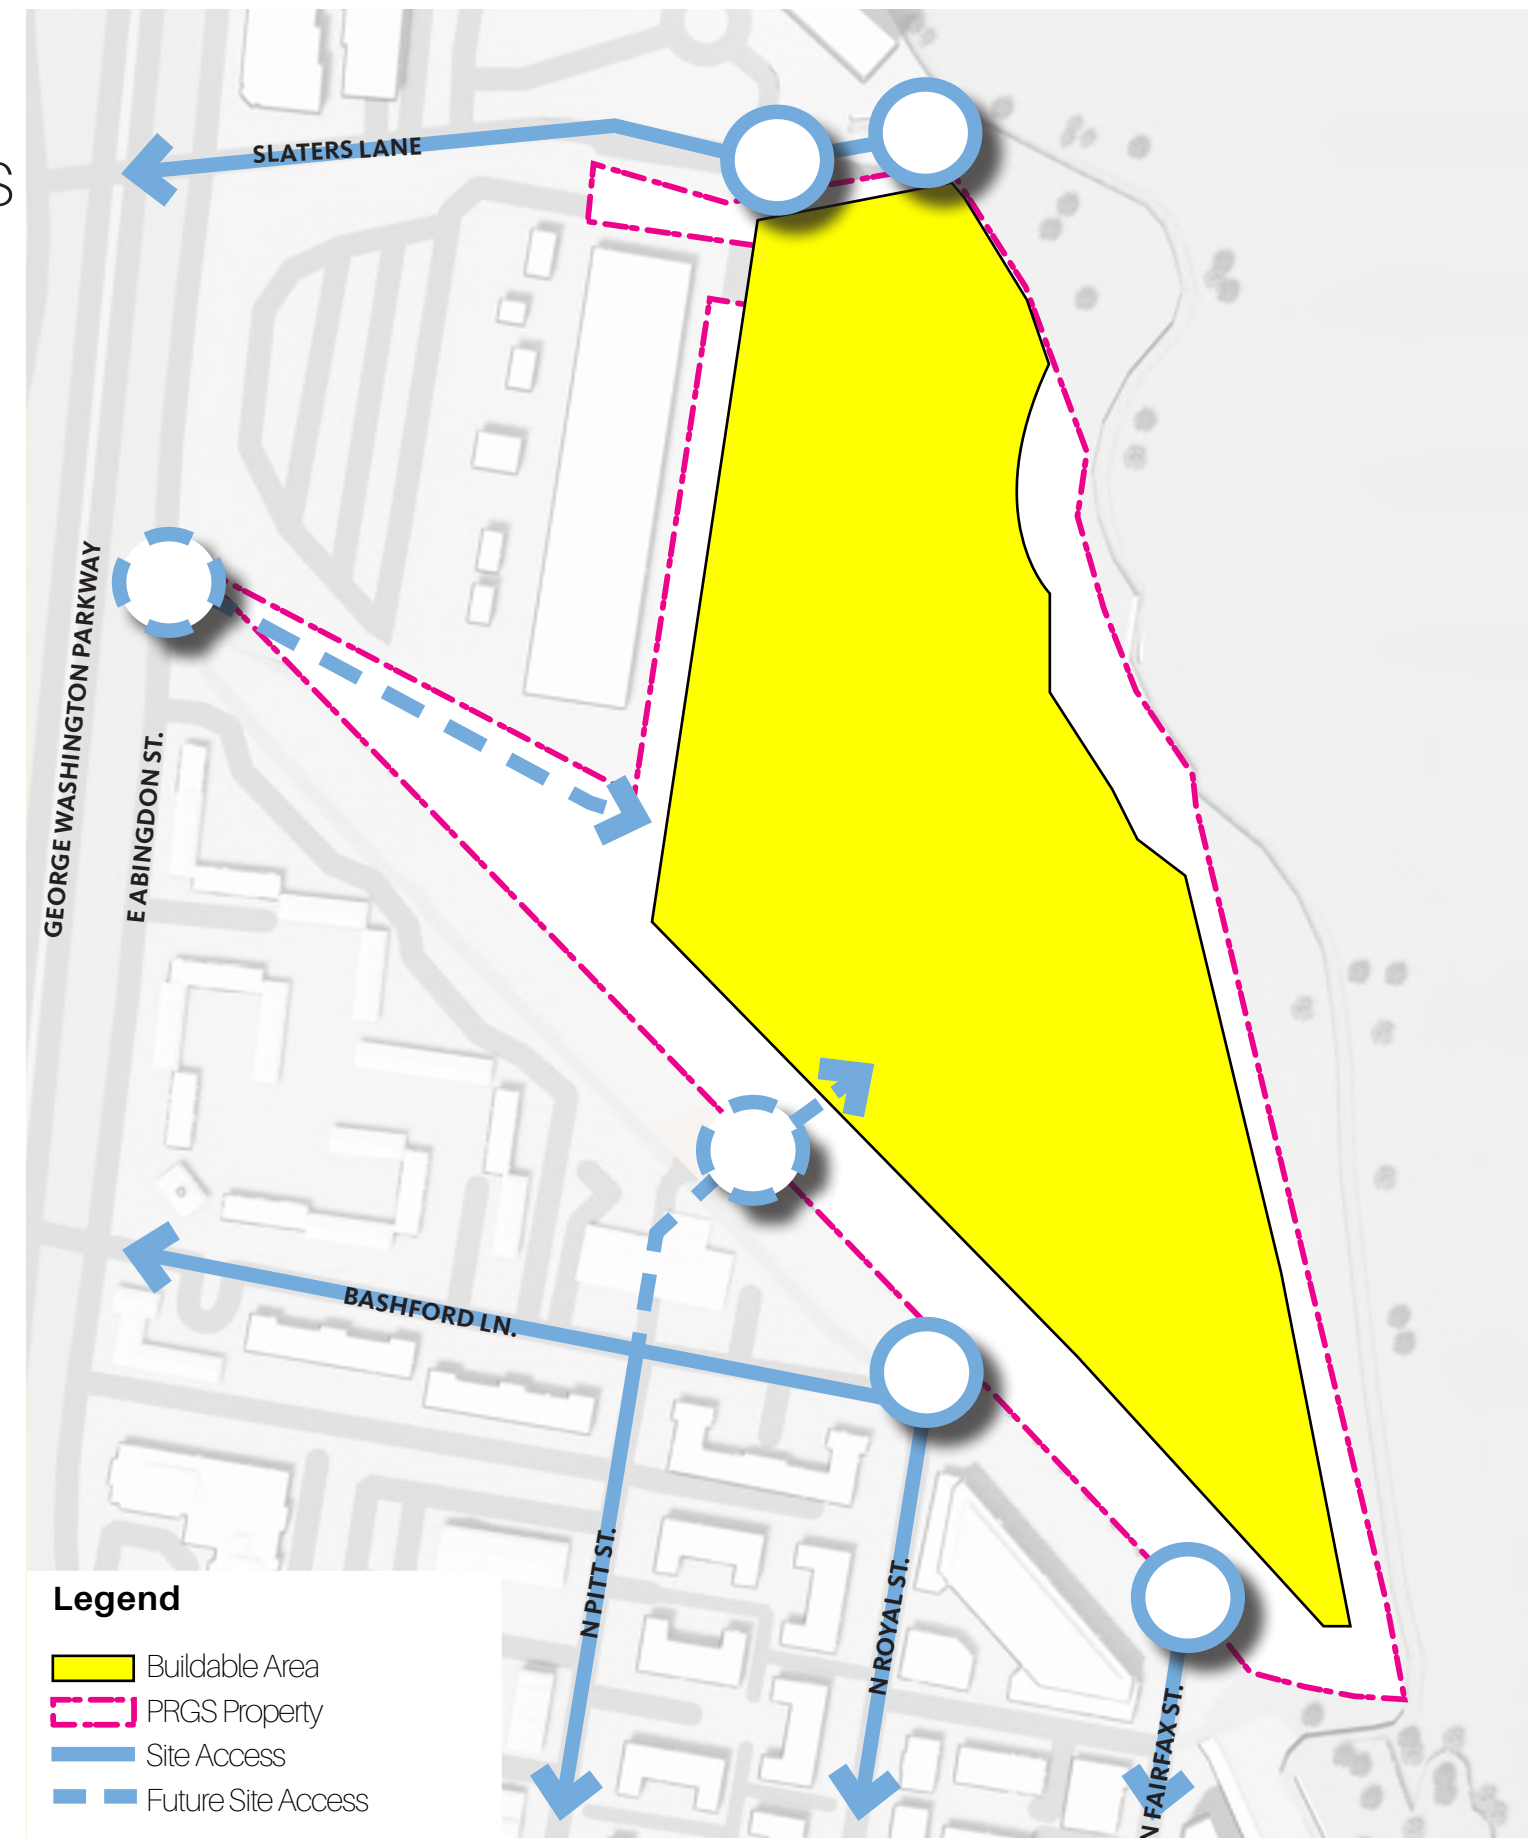 S
SLATERS LANE
GEORGE WASHINGTON PARKWAY
E ABINGDON ST.
BASHFORD LN.
N PITT ST.
N ROYAL ST.
N FAIRFAX ST.
Legend
Buildable Area
PRGS Property
Site Access
Future Site Access